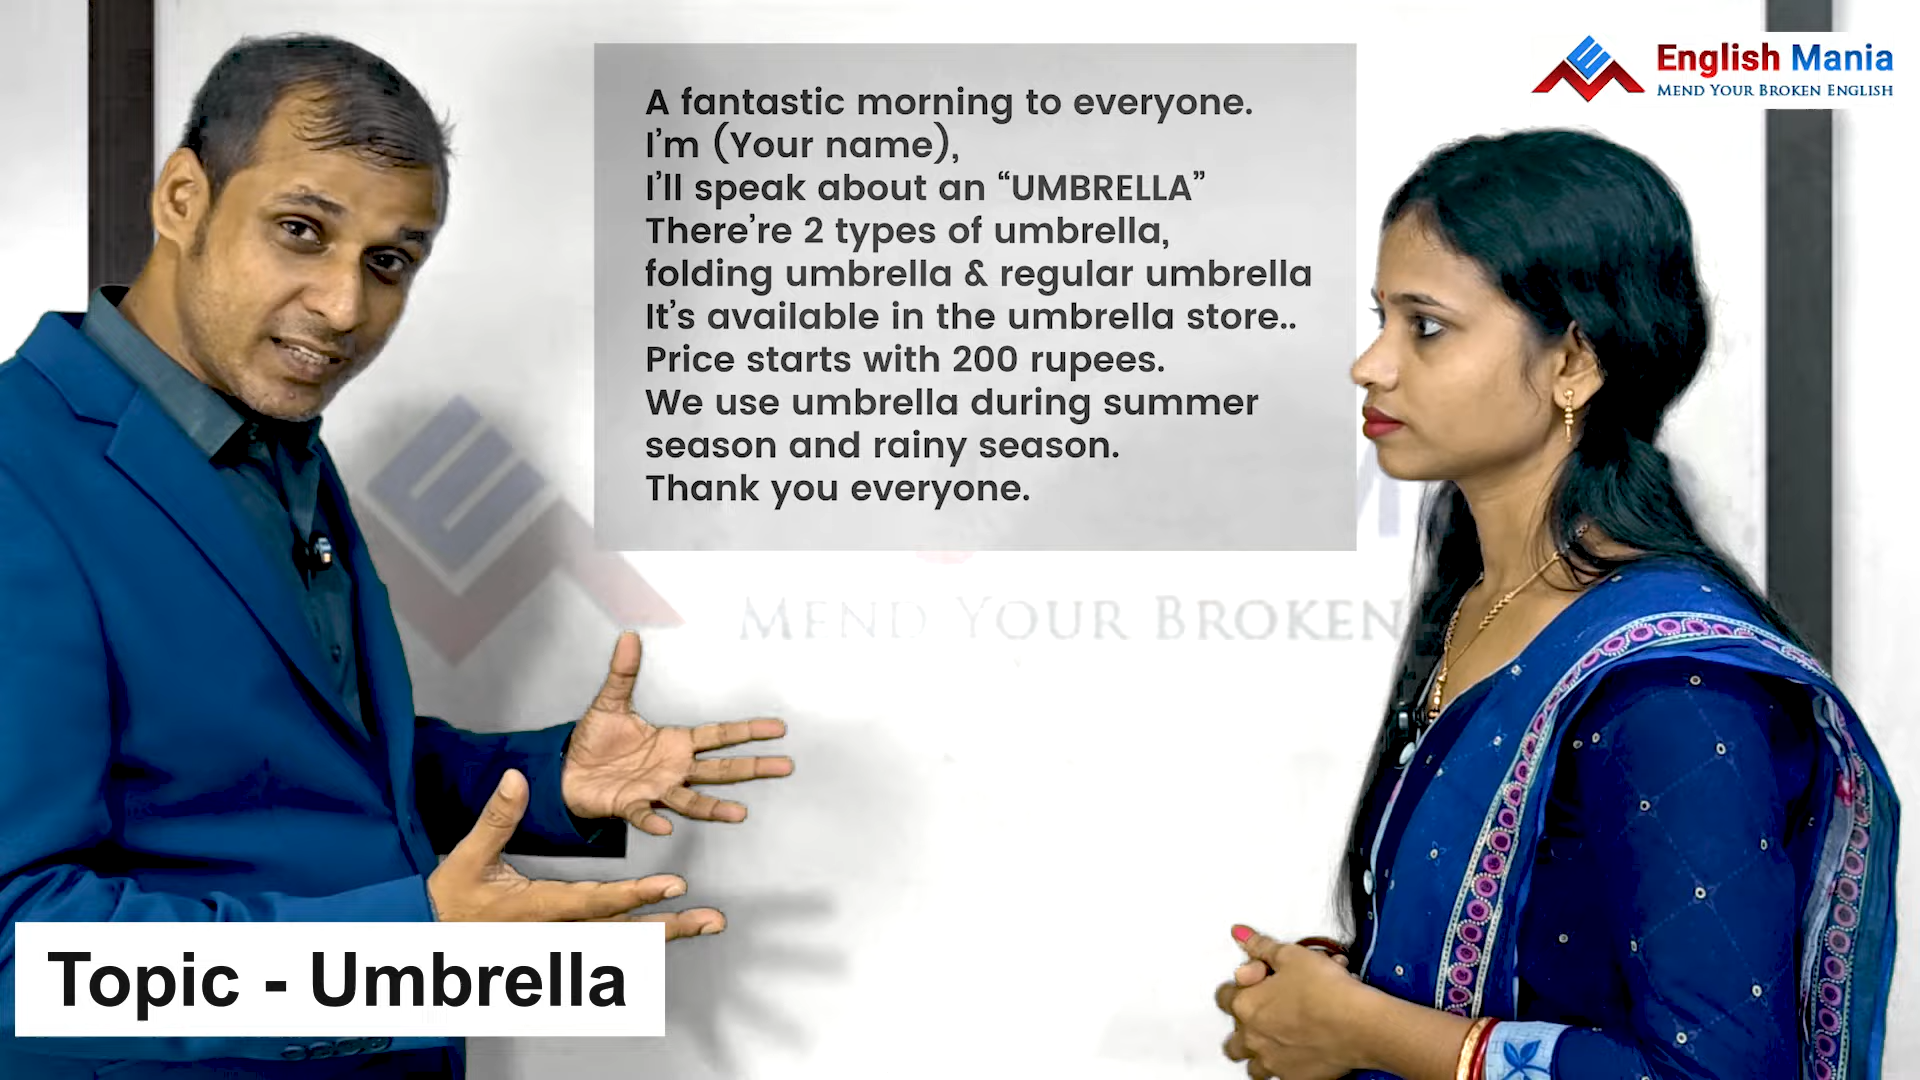 English Mania
MEND YOUR BROKEN ENGLISH
A fantastic morning to everyone.
I'm (Your name),
I'll speak about an “UMBRELLA”
There're 2 types of umbrella,
folding umbrella & regular umbrella
It's available in the umbrella store..
Price starts with 200 rupees.
We use umbrella during summer
season and rainy season.
Thank you everyone.
MEND YOUR BROKEN
Topic - Umbrella